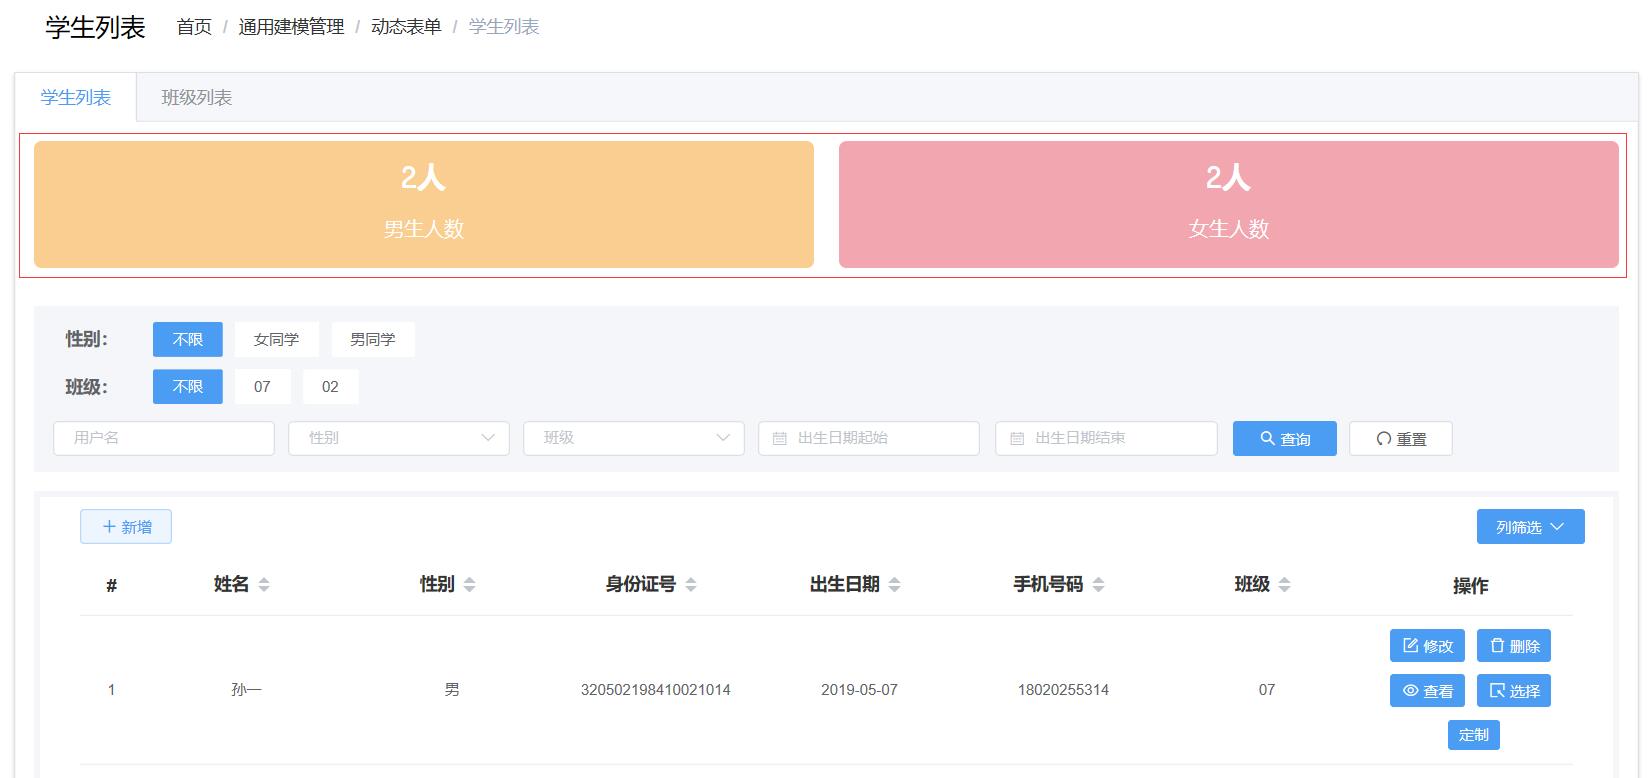 学生列表 首页 / 通用建模管理 / 动态表单 / 学生列表
学生列表 班级列表
2人 2人
男生人数 女生人数
性别: 不限 女同学 男同学
班级: 不限 07 02
用户名 性别 班级 出生日期起始 出生日期结束 查询 重置
新增 列筛选
# 姓名 性别 身份证号 出生日期 手机号码 班级 操作
修改 删除
1 孙一 男 320502198410021014 2019-05-07 18020255314 07 查看 选择
定制